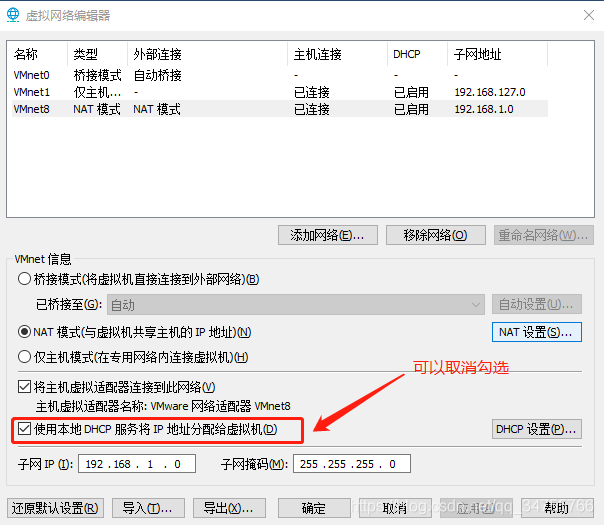 虚拟网络编辑器
名称 类型 外部连接 主机连接 DHCP 子网地址
VMnet0 桥接模式 自动桥接 - - -
VMnet1 仅主机... - 已连接 已启用 192.168.127.0
VMnet8 NAT 模式 NAT 模式 已连接 已启用 192.168.1.0
添加网络(E)... 移除网络(O) 重命名网络(W)...
VMnet 信息
桥接模式(将虚拟机直接连接到外部网络)(B)
已桥接至(G): 自动 自动设置(U)...
NAT 模式(与虚拟机共享主机的 IP 地址)(N) NAT 设置(S)...
仅主机模式(在专用网络内连接虚拟机)(H)
可以取消勾选
将主机虚拟适配器连接到此网络(V)
主机虚拟适配器名称: VMware 网络适配器 VMnet8
使用本地 DHCP 服务将 IP 地址分配给虚拟机(D) DHCP 设置(P)...
子网 IP (I): 192 . 168 . 1 . 0 子网掩码(M): 255 . 255 . 255 . 0
还原默认设置(R) 导入(T)... 导出(X)... 确定 取消 应用(A) 帮助